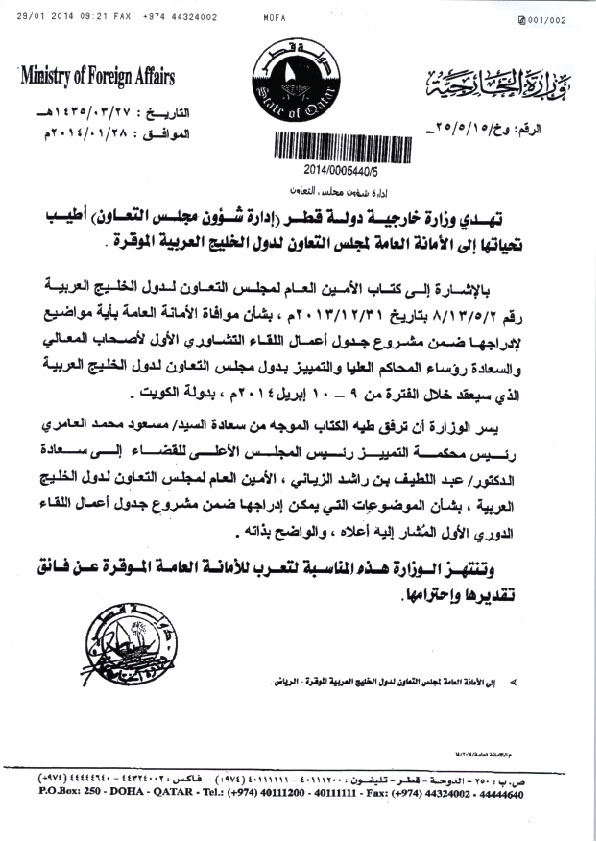 29/01 2014 09:21 FAX +974 44324002 MOFA 001/002
دولة قطر
State of Qatar
Ministry of Foreign Affairs
وزارة الخارجية
التاريخ : ١٤٣٥/٠٣/٢٧هـ
الموافق : ٢٠١٤/٠١/٢٨م
الرقم: وخ/٢٥/٥/١٥_
2014/0005440/5
إدارة شؤون مجلس التعاون
تهدي وزارة خارجية دولة قطر (إدارة شؤون مجلس التعاون) أطيب
تحياتها إلى الأمانة العامة لمجلس التعاون لدول الخليج العربية الموقرة .
بالإشارة إلى كتاب الأمين العام لمجلس التعاون لدول الخليج العربية
رقم ٨/١٣/٥/٢ بتاريخ ٢٠١٣/١٢/٣١م ، بشأن موافاة الأمانة العامة بأية مواضيع
لإدراجها ضمن مشروع جدول أعمال اللقاء التشاوري الأول لأصحاب المعالي
والسعادة رؤساء المحاكم العليا والتمييز بدول مجلس التعاون لدول الخليج العربية
الذي سيعقد خلال الفترة من ٩ – ١٠ إبريل ٢٠١٤م ، بدولة الكويت .
يسر الوزارة أن ترفق طيه الكتاب الموجه من سعادة السيد/ مسعود محمد العامري
رئيس محكمة التمييز رئيس المجلس الأعلى للقضاء إلى سعادة
الدكتور/ عبد اللطيف بن راشد الزياني ، الأمين العام لمجلس التعاون لدول الخليج
العربية ، بشأن الموضوعات التي يمكن إدراجها ضمن مشروع جدول أعمال اللقاء
الدوري الأول المُشار إليه أعلاه ، والواضح بذاته .
وتنتهز الوزارة هذه المناسبة لتعرب للأمانة العامة الموقرة عن فائق
تقديرها وإحترامها.
دولة قطر
وزارة الخارجية
إلى الأمانة العامة لمجلس التعاون لدول الخليج العربية الموقرة - الرياض
ص.ب : ٢٥٠ - الدوحة - قطر - تليفون : ٤٠١١١٢٠٠ - ٤٠١١١١١١ (٩٧٤+) فاكس : ٤٤٣٢٤٠٠٢ - ٤٤٤٤٤٦٤٠ (٩٧٤+)
P.O.Box: 250 - DOHA - QATAR - Tel.: (+974) 40111200 - 40111111 - Fax: (+974) 44324002 - 44444640